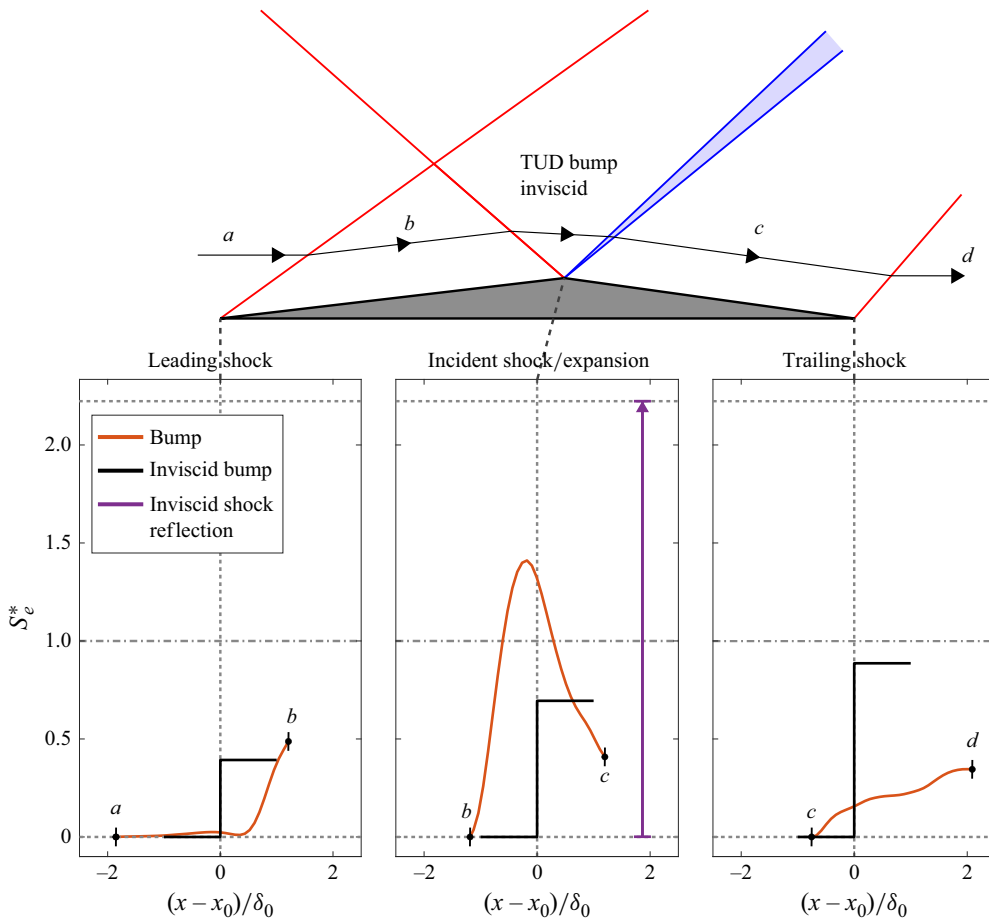 TUD bump
inviscid
a
b
c
d
Leading shock
Incident shock/expansion
Trailing shock
Bump
Inviscid bump
Inviscid shock
reflection
2.0
1.5
1.0
0.5
0
S*e
a
b
b
c
c
d
−2 0 2
−2 0 2
−2 0 2
(x – x0)/δ0
(x – x0)/δ0
(x – x0)/δ0